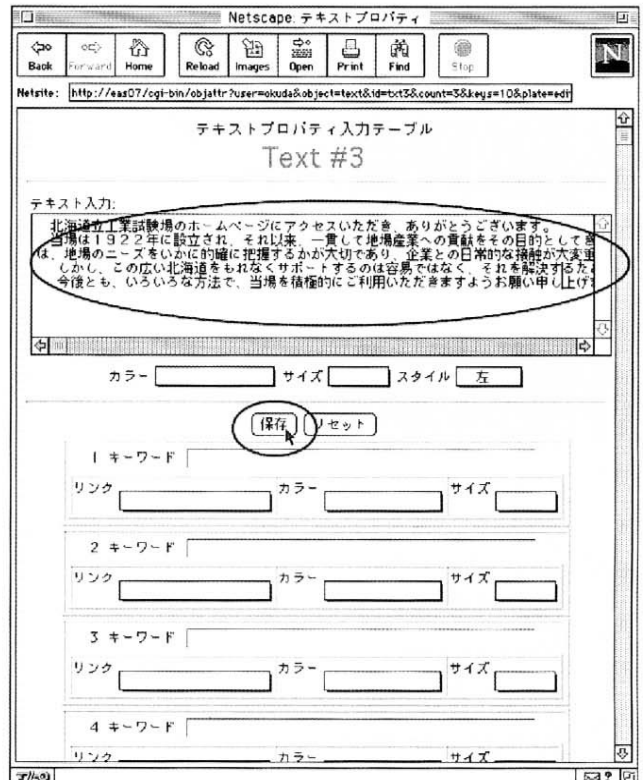 Netscape: テキストプロパティ
Back Forward Home Reload Images Open Print Find Stop
N
Netsite: http://eas07/cgi-bin/objattr?user=okuda&object=text&id=txt3&count=3&keys=10&plate=edi
テキストプロパティ入力テーブル
Text #3
テキスト入力:
北海道立工業試験場のホームページにアクセスいただき、ありがとうございます。
当場は1922年に設立され、それ以来、一貫して地場産業への貢献をその目的として
は、地場のニーズをいかに的確に把握するかが大切であり、企業との日常的な接触が大変重
しかし、この広い北海道をもれなくサポートするのは容易ではなく、それを解決する
今後とも、いろいろな方法で、当場を積極的にご利用いただきますようお願い申し上げ
カラー サイズ スタイル 左
保存 リセット
1 キーワード
リンク カラー サイズ
2 キーワード
リンク カラー サイズ
3 キーワード
リンク カラー サイズ
4 キーワード
リンク カラー サイズ